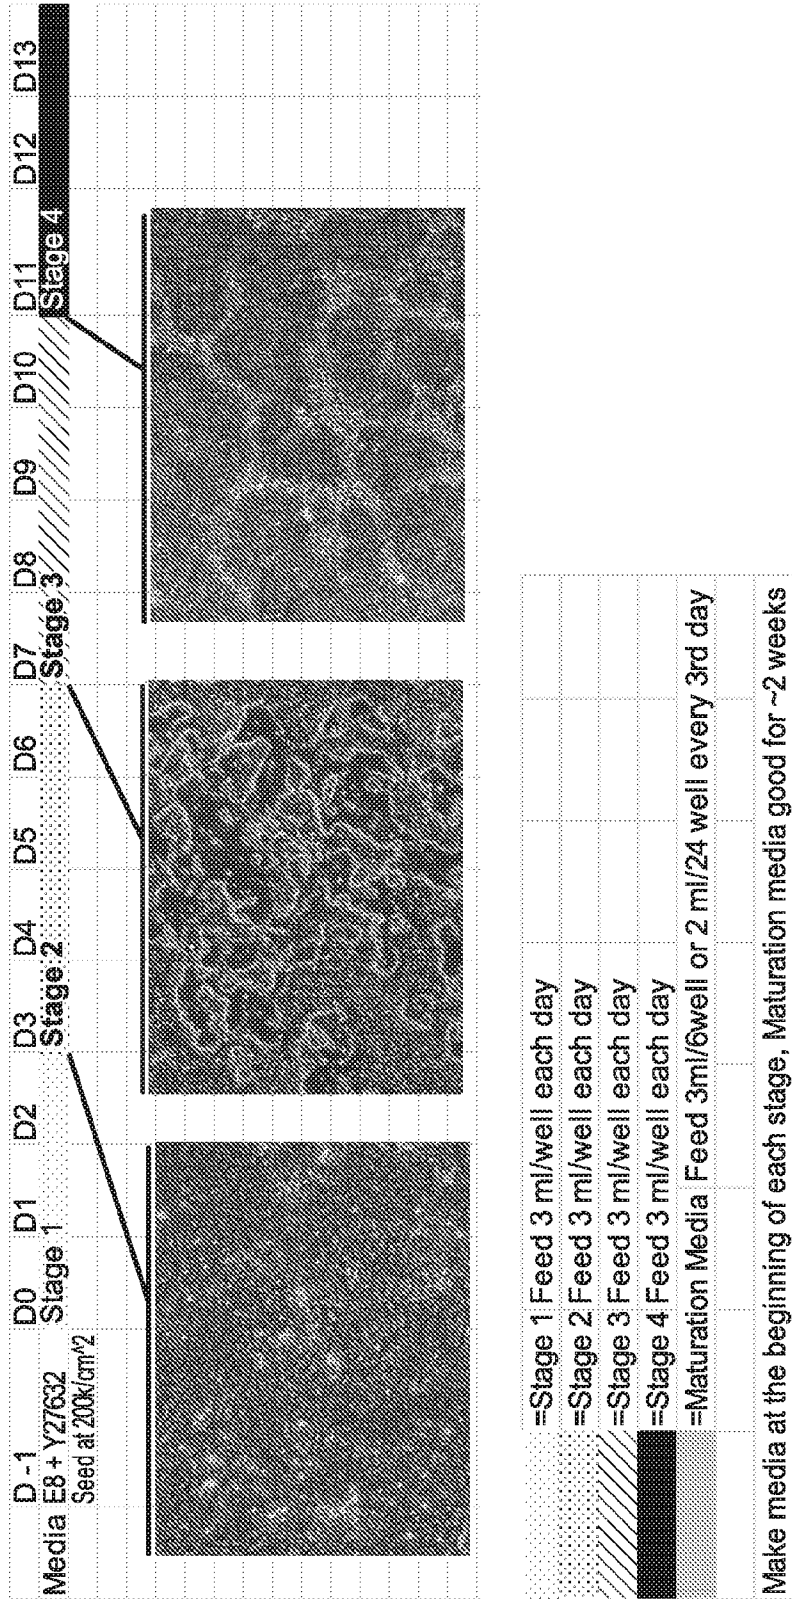 D -1 D0 D1 D2 D3 D4 D5 D6 D7 D8 D9 D10 D11 D12 D13
Media E8 + Y27632 Stage 1 Stage 2 Stage 3 Stage 4
Seed at 200k/cm^2
=Stage 1 Feed 3 ml/well each day
=Stage 2 Feed 3 ml/well each day
=Stage 3 Feed 3 ml/well each day
=Stage 4 Feed 3 ml/well each day
=Maturation Media Feed 3ml/6well or 2 ml/24 well every 3rd day
Make media at the beginning of each stage, Maturation media good for ~2 weeks